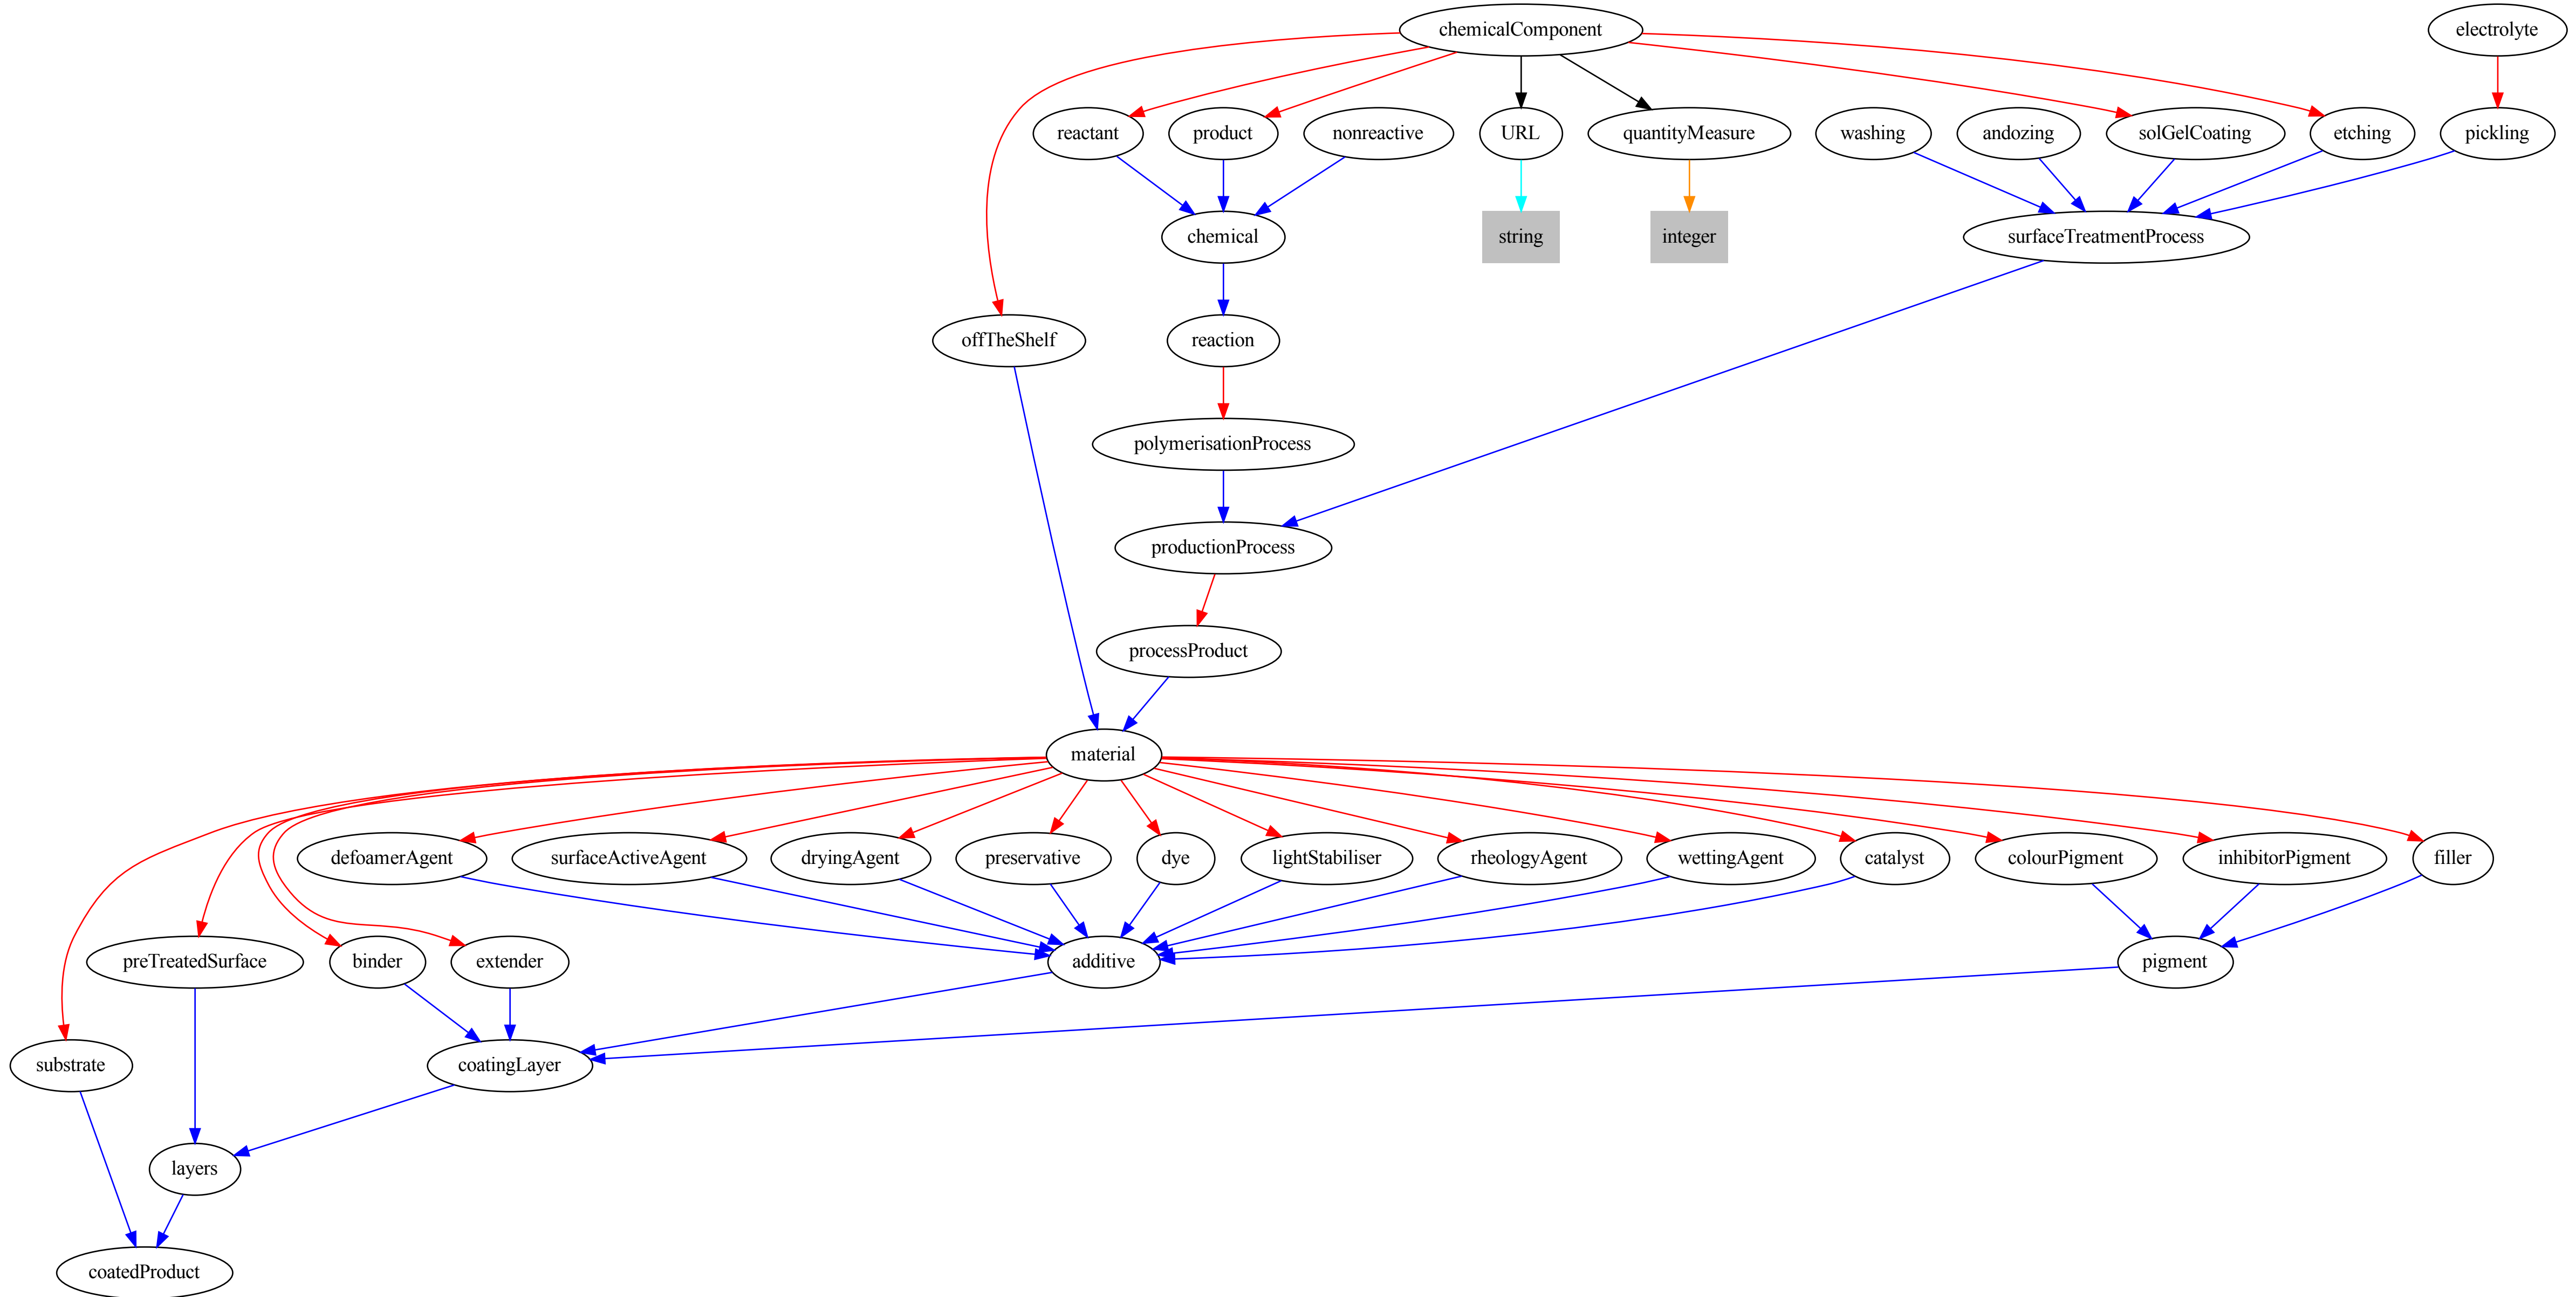 chemicalComponent
electrolyte
reactant
product
nonreactive
URL
quantityMeasure
washing
andozing
solGelCoating
etching
pickling
chemical
string
integer
surfaceTreatmentProcess
offTheShelf
reaction
polymerisationProcess
productionProcess
processProduct
material
defoamerAgent
surfaceActiveAgent
dryingAgent
preservative
dye
lightStabiliser
rheologyAgent
wettingAgent
catalyst
colourPigment
inhibitorPigment
filler
preTreatedSurface
binder
extender
additive
pigment
substrate
coatingLayer
layers
coatedProduct